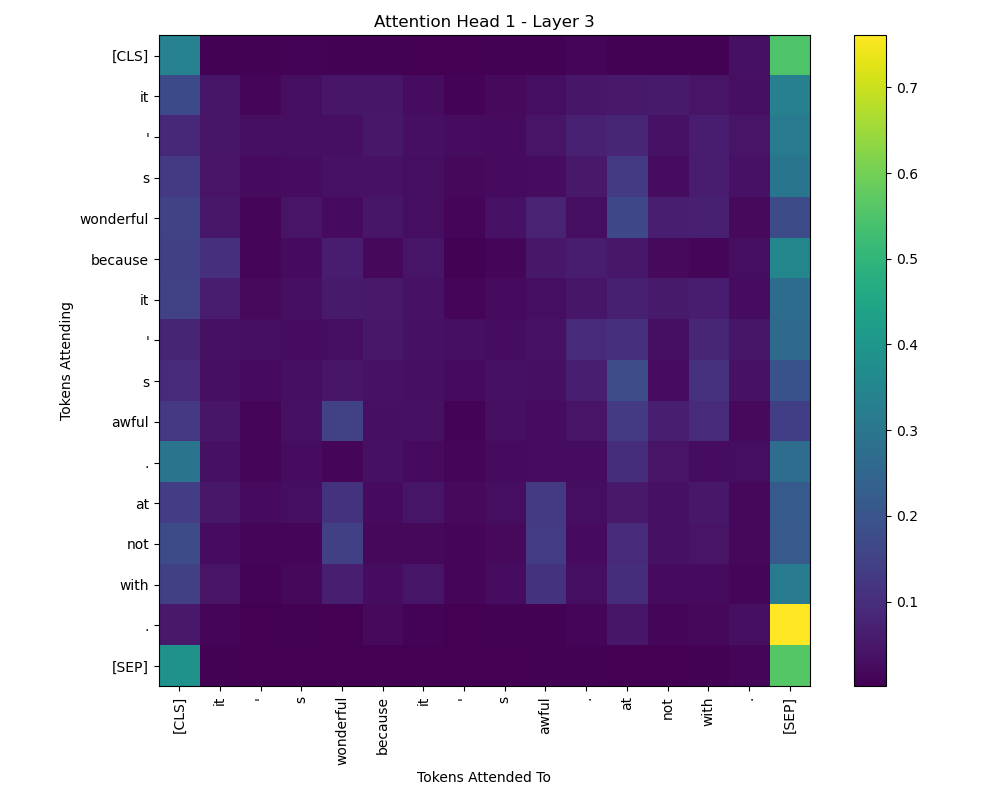 Attention Head 1 - Layer 3
Tokens Attending
[CLS]
it
'
s
wonderful
because
it
'
s
awful
.
at
not
with
.
[SEP]
[CLS]
it
'
s
wonderful
because
it
'
s
awful
.
at
not
with
.
[SEP]
Tokens Attended To
0.7
0.6
0.5
0.4
0.3
0.2
0.1